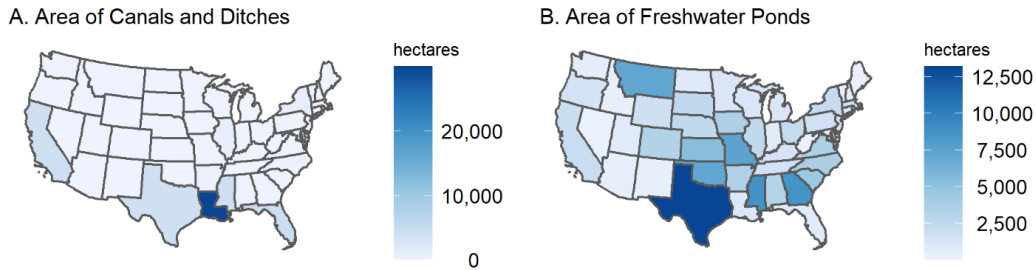 A. Area of Canals and Ditches
hectares
20,000
10,000
0
B. Area of Freshwater Ponds
hectares
12,500
10,000
7,500
5,000
2,500